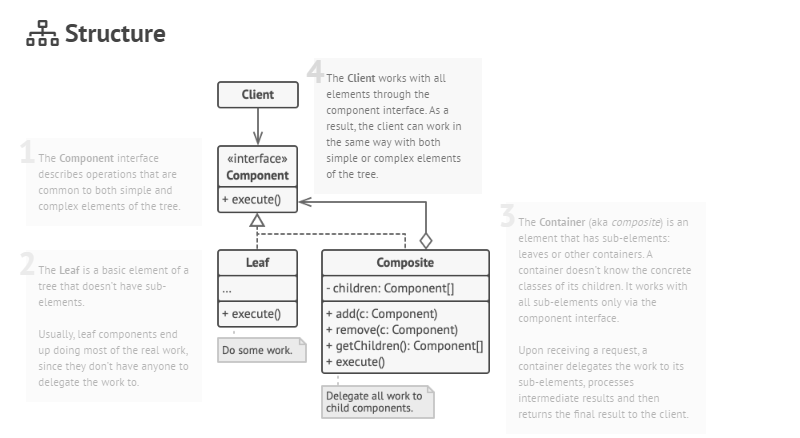 Structure
4
The Client works with all
elements through the
component interface. As a
result, the client can work in
the same way with both
simple or complex elements
of the tree.
Client
1
The Component interface
describes operations that are
common to both simple and
complex elements of the tree.
«interface»
Component
+ execute()
2
The Leaf is a basic element of a
tree that doesn't have sub-
elements.
Usually, leaf components end
up doing most of the real work,
since they don't have anyone to
delegate the work to.
Leaf
...
+ execute()
Do some work.
Composite
- children: Component[]
+ add(c: Component)
+ remove(c: Component)
+ getChildren(): Component[]
+ execute()
Delegate all work to
child components.
3
The Container (aka composite) is an
element that has sub-elements:
leaves or other containers. A
container doesn't know the concrete
classes of its children. It works with
all sub-elements only via the
component interface.
Upon receiving a request, a
container delegates the work to its
sub-elements, processes
intermediate results and then
returns the final result to the client.